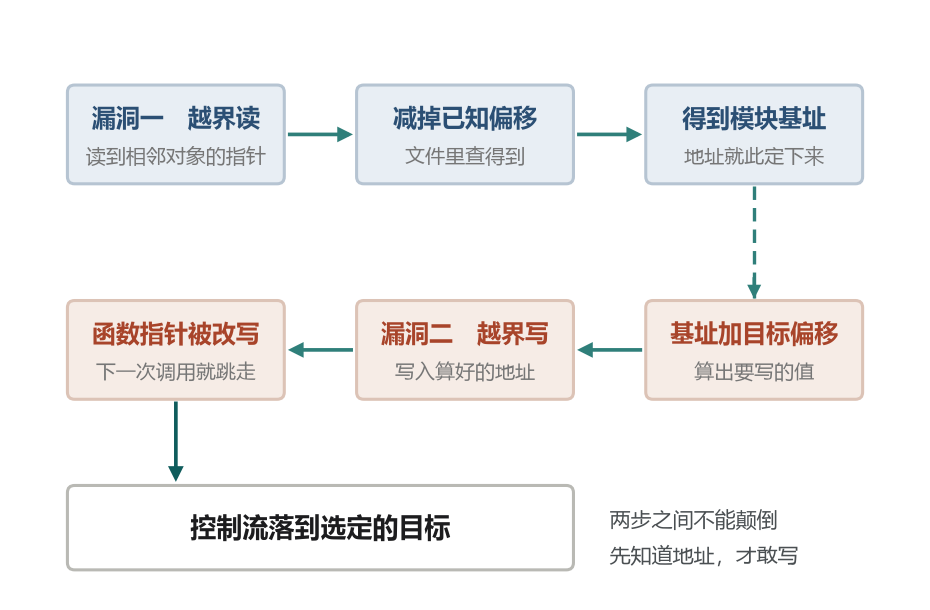 漏洞一 越界读
读到相邻对象的指针
减掉已知偏移
文件里查得到
得到模块基址
地址就此定下来
函数指针被改写
下一次调用就跳走
漏洞二 越界写
写入算好的地址
基址加目标偏移
算出要写的值
控制流落到选定的目标
两步之间不能颠倒
先知道地址，才敢写